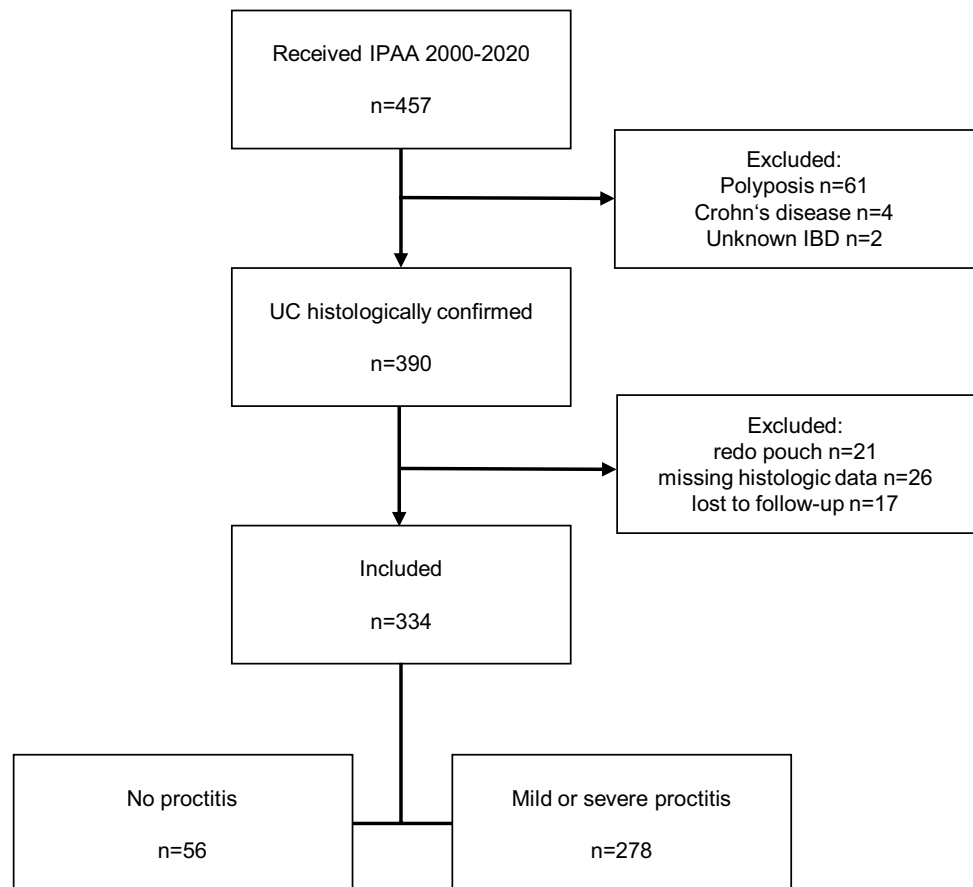 Received IPAA 2000-2020
n=457
Excluded:
Polyposis n=61
Crohn‘s disease n=4
Unknown IBD n=2
UC histologically confirmed
n=390
Excluded:
redo pouch n=21
missing histologic data n=26
lost to follow-up n=17
Included
n=334
No proctitis
n=56
Mild or severe proctitis
n=278